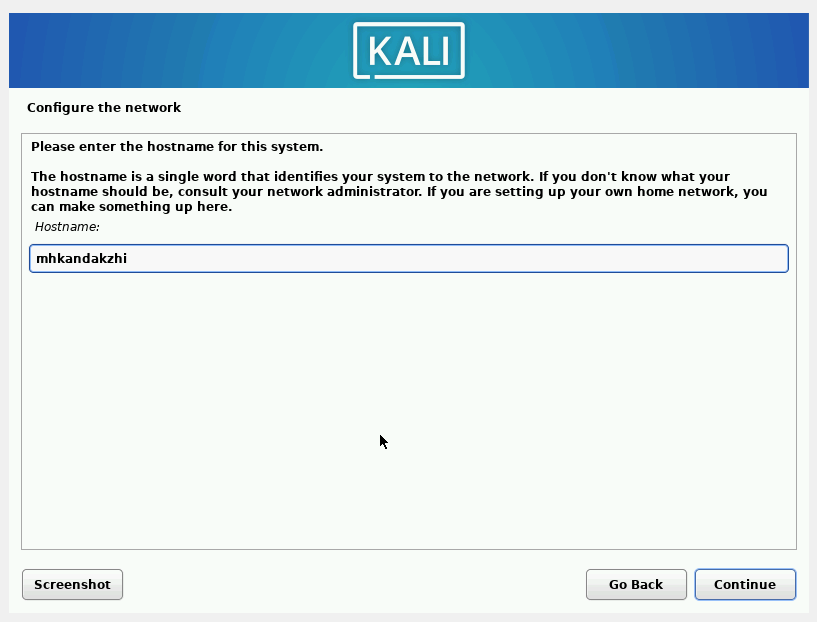 KALI
Configure the network
Please enter the hostname for this system.
The hostname is a single word that identifies your system to the network. If you don't know what your
hostname should be, consult your network administrator. If you are setting up your own home network, you
can make something up here.
Hostname:
mhkandakzhi
Screenshot
Go Back
Continue